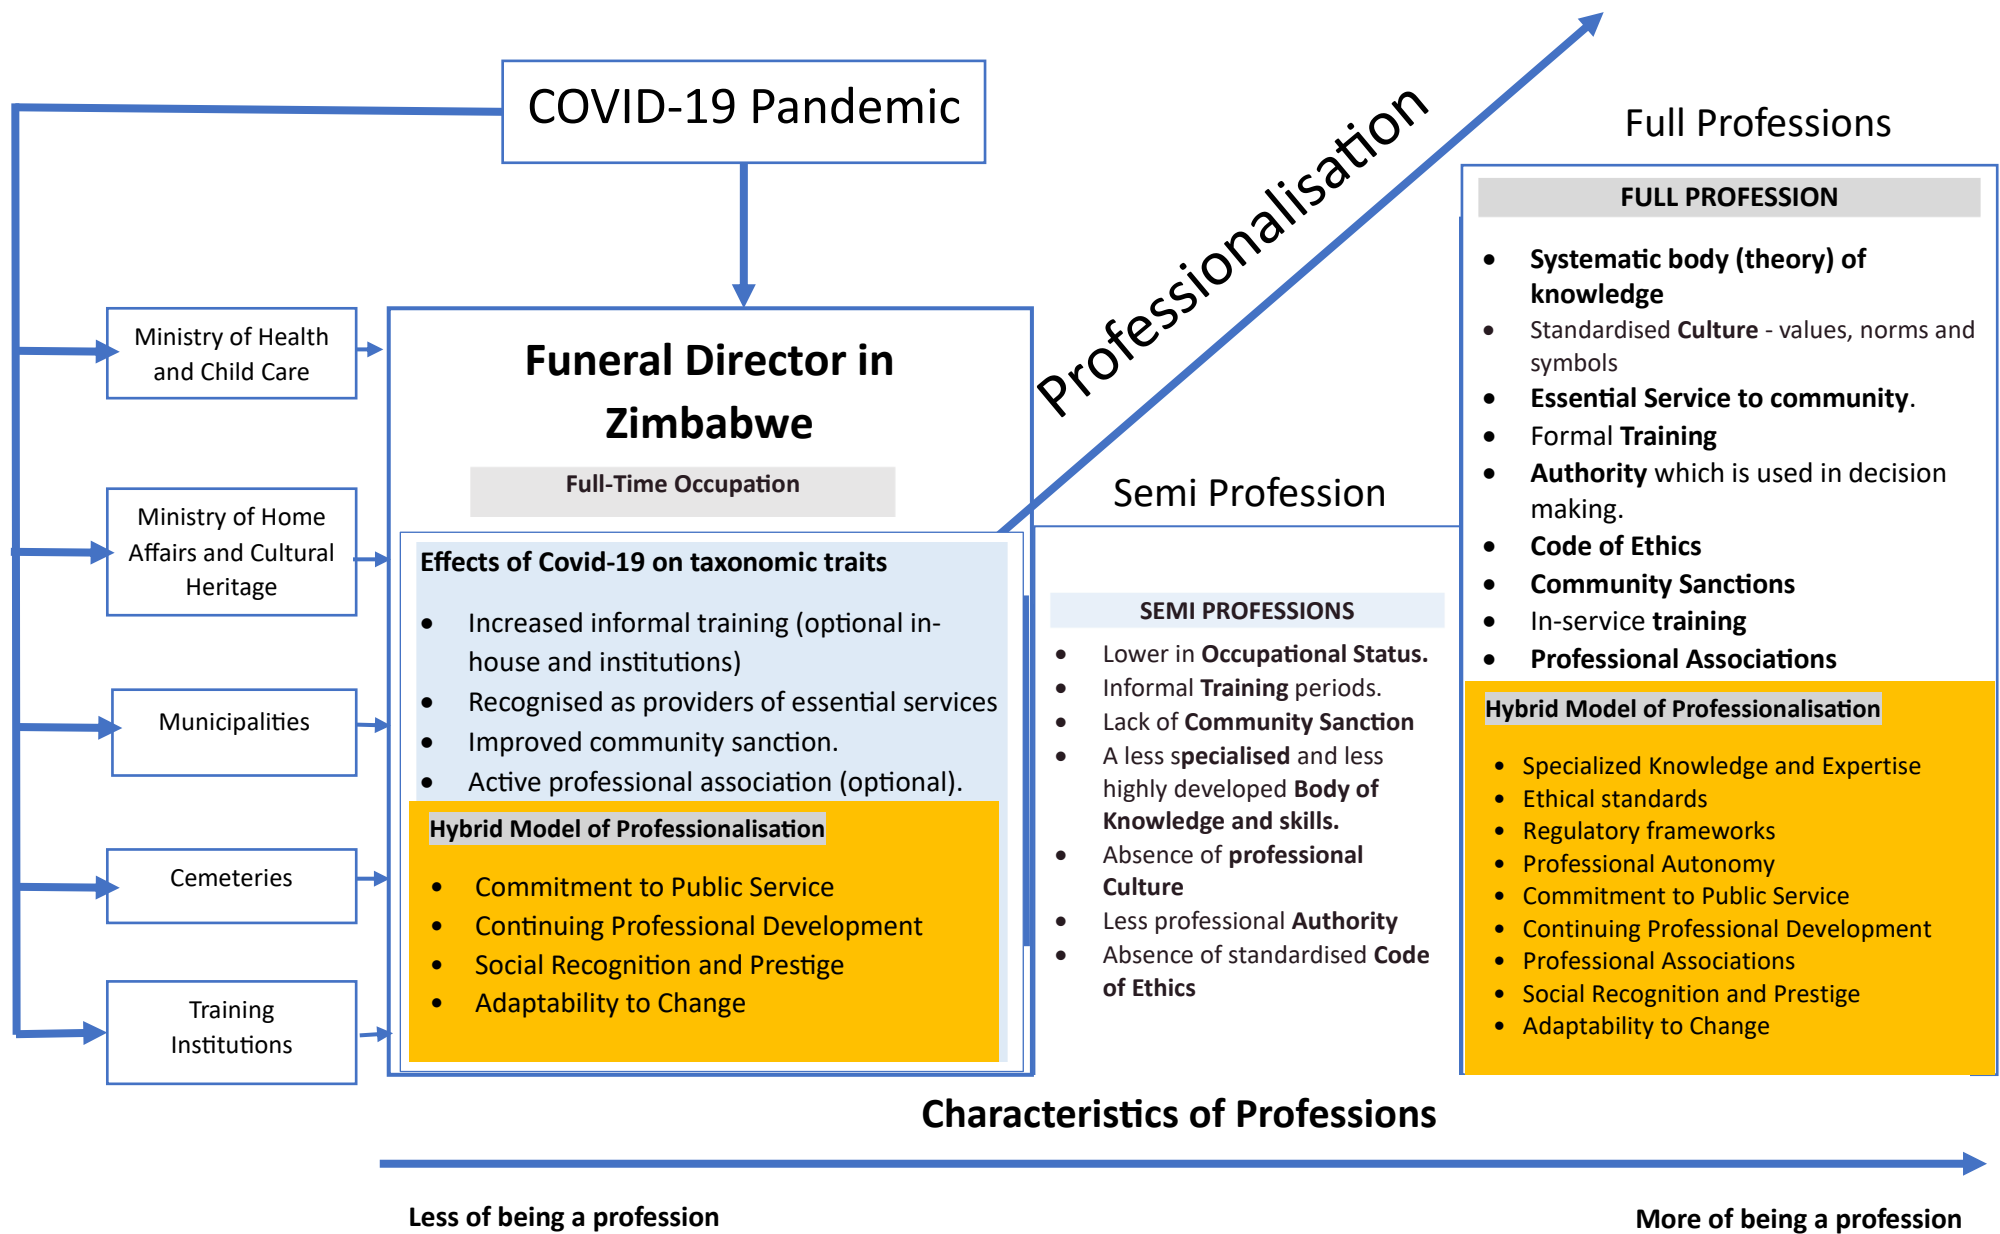 COVID-19 Pandemic
Professionalisation
Full Professions
Ministry of Health
and Child Care
Ministry of Home
Affairs and Cultural
Heritage
Municipalities
Cemeteries
Training
Institutions
Funeral Director in
Zimbabwe
Full-Time Occupation
Effects of Covid-19 on taxonomic traits
• Increased informal training (optional in-
house and institutions)
• Recognised as providers of essential services
• Improved community sanction.
• Active professional association (optional).
Hybrid Model of Professionalisation
• Commitment to Public Service
• Continuing Professional Development
• Social Recognition and Prestige
• Adaptability to Change
Semi Profession
SEMI PROFESSIONS
• Lower in Occupational Status.
• Informal Training periods.
• Lack of Community Sanction
• A less specialised and less
highly developed Body of
Knowledge and skills.
• Absence of professional
Culture
• Less professional Authority
• Absence of standardised Code
of Ethics
FULL PROFESSION
• Systematic body (theory) of
knowledge
• Standardised Culture - values, norms and
symbols
• Essential Service to community.
• Formal Training
• Authority which is used in decision
making.
• Code of Ethics
• Community Sanctions
• In-service training
• Professional Associations
Hybrid Model of Professionalisation
• Specialized Knowledge and Expertise
• Ethical standards
• Regulatory frameworks
• Professional Autonomy
• Commitment to Public Service
• Continuing Professional Development
• Professional Associations
• Social Recognition and Prestige
• Adaptability to Change
Characteristics of Professions
Less of being a profession
More of being a profession